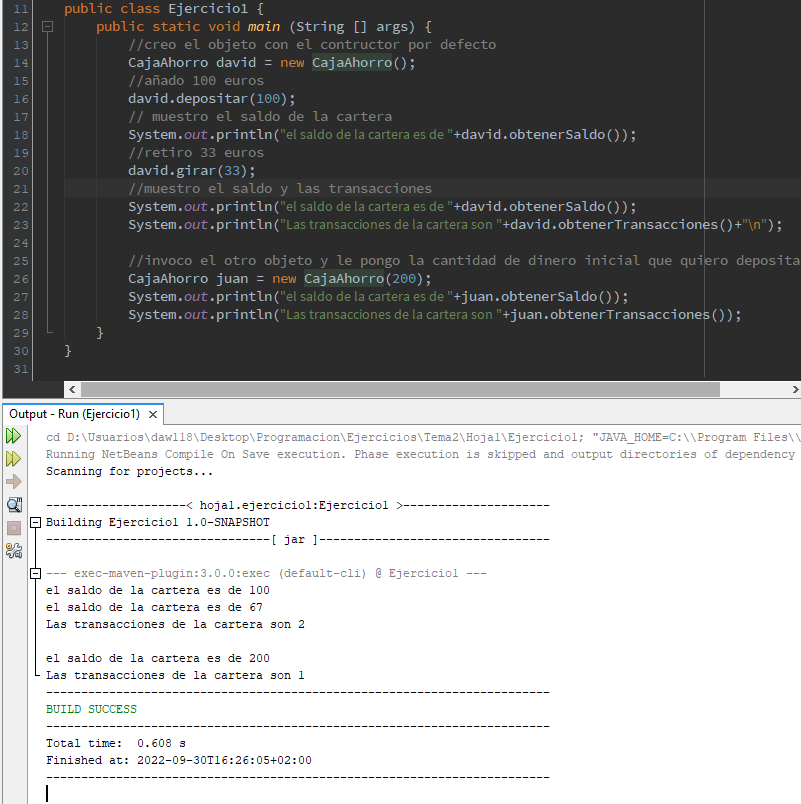 11 public class Ejercicio1 {
12     public static void main (String [] args) {
13         //creo el objeto con el contructor por defecto
14         CajaAhorro david = new CajaAhorro();
15         //añado 100 euros
16         david.depositar(100);
17         // muestro el saldo de la cartera
18         System.out.println("el saldo de la cartera es de "+david.obtenerSaldo());
19         //retiro 33 euros
20         david.girar(33);
21         //muestro el saldo y las transacciones
22         System.out.println("el saldo de la cartera es de "+david.obtenerSaldo());
23         System.out.println("Las transacciones de la cartera son "+david.obtenerTransacciones()+"\n");
24
25         //invoco el otro objeto y le pongo la cantidad de dinero inicial que quiero deposita
26         CajaAhorro juan = new CajaAhorro(200);
27         System.out.println("el saldo de la cartera es de "+juan.obtenerSaldo());
28         System.out.println("Las transacciones de la cartera son "+juan.obtenerTransacciones());
29     }
30 }
31
Output - Run (Ejercicio1) ×
cd D:\Usuarios\daw118\Desktop\Programacion\Ejercicios\Tema2\Hoja1\Ejercicio1; "JAVA_HOME=C:\\Program Files\\
Running NetBeans Compile On Save execution. Phase execution is skipped and output directories of dependency
Scanning for projects...
--------------------< hoja1.ejercicio1:Ejercicio1 >---------------------
Building Ejercicio1 1.0-SNAPSHOT
--------------------------------[ jar ]---------------------------------
--- exec-maven-plugin:3.0.0:exec (default-cli) @ Ejercicio1 ---
el saldo de la cartera es de 100
el saldo de la cartera es de 67
Las transacciones de la cartera son 2
el saldo de la cartera es de 200
Las transacciones de la cartera son 1
------------------------------------------------------------------------
BUILD SUCCESS
------------------------------------------------------------------------
Total time:  0.608 s
Finished at: 2022-09-30T16:26:05+02:00
------------------------------------------------------------------------